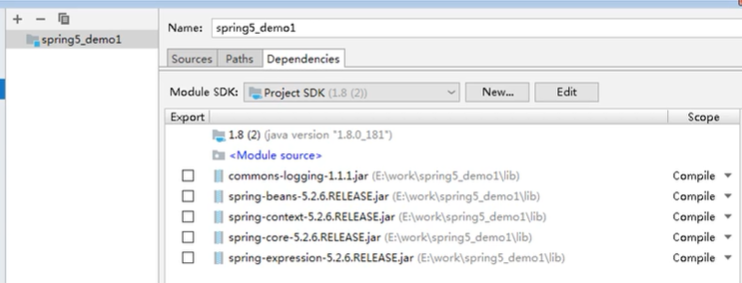 Name: spring5_demo1
spring5_demo1
Sources Paths Dependencies
Module SDK: Project SDK (1.8 (2)) New... Edit
Export Scope
1.8 (2) (java version "1.8.0_181")
<Module source>
commons-logging-1.1.1.jar (E:\work\spring5_demo1\lib) Compile
spring-beans-5.2.6.RELEASE.jar (E:\work\spring5_demo1\lib) Compile
spring-context-5.2.6.RELEASE.jar (E:\work\spring5_demo1\lib) Compile
spring-core-5.2.6.RELEASE.jar (E:\work\spring5_demo1\lib) Compile
spring-expression-5.2.6.RELEASE.jar (E:\work\spring5_demo1\lib) Compile